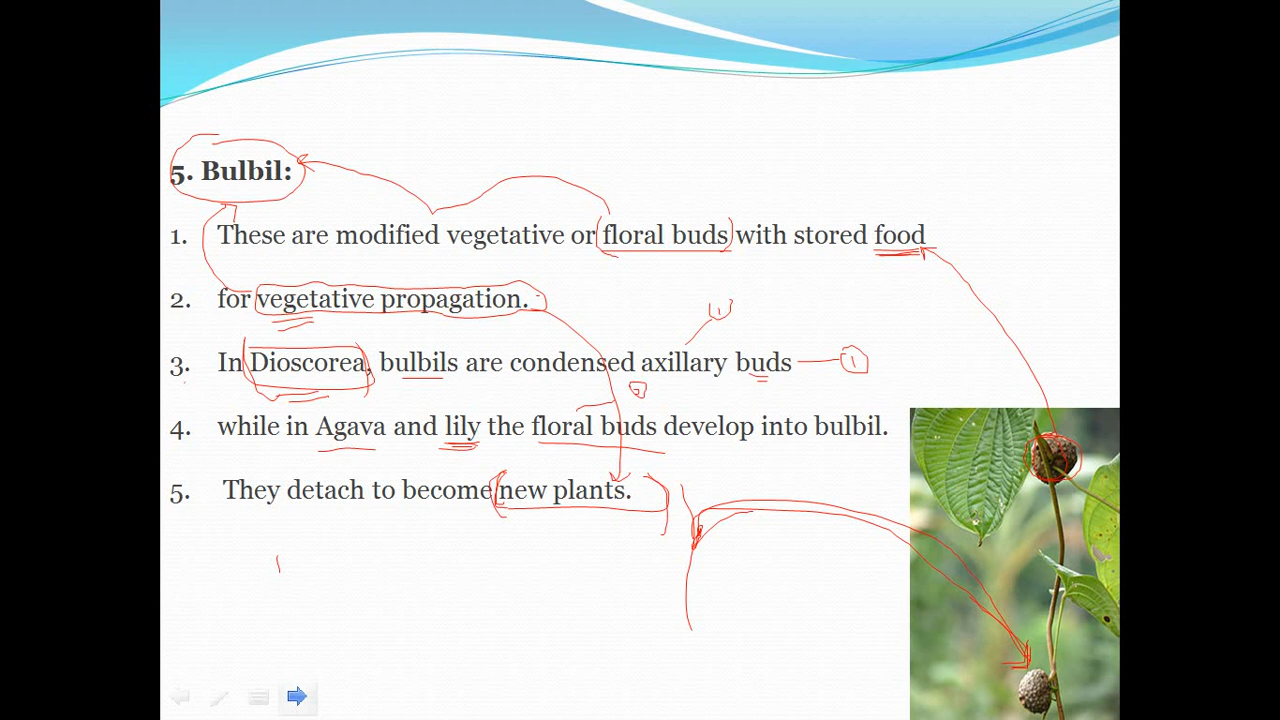 5. Bulbil:
1. These are modified vegetative or floral buds with stored food
2. for vegetative propagation.
3. In Dioscorea, bulbils are condensed axillary buds
4. while in Agava and lily the floral buds develop into bulbil.
5. They detach to become new plants.